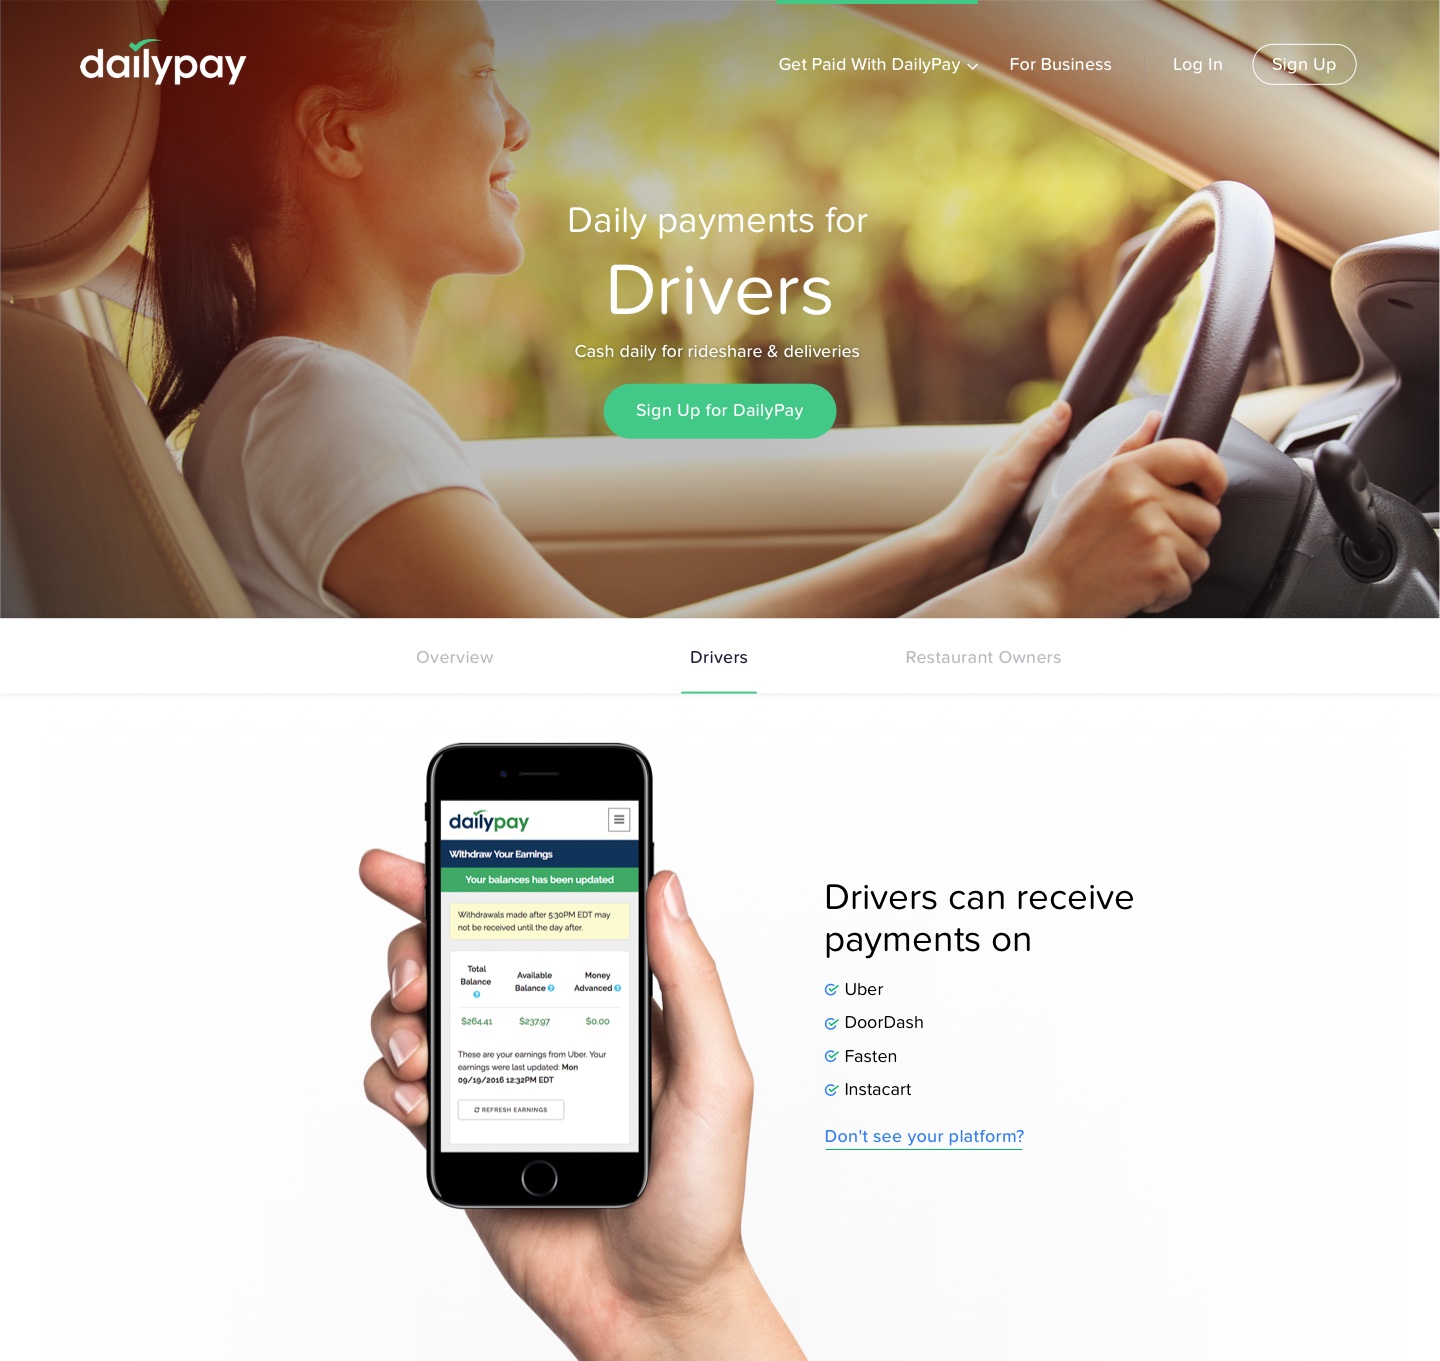 dailypay
Get Paid With DailyPay
For Business
Log In
Sign Up
Daily payments for
Drivers
Cash daily for rideshare & deliveries
Sign Up for DailyPay
Overview
Drivers
Restaurant Owners
dailypay
Withdraw Your Earnings
Your balances has been updated
Withdrawals made after 5:30PM EDT may
not be received until the day after.
Total
Balance
Available
Balance
Money
Advanced
$264.41
$237.97
$0.00
These are your earnings from Uber. Your
earnings were last updated: Mon
09/19/2016 12:32PM EDT
REFRESH EARNINGS
Drivers can receive
payments on
Uber
DoorDash
Fasten
Instacart
Don't see your platform?